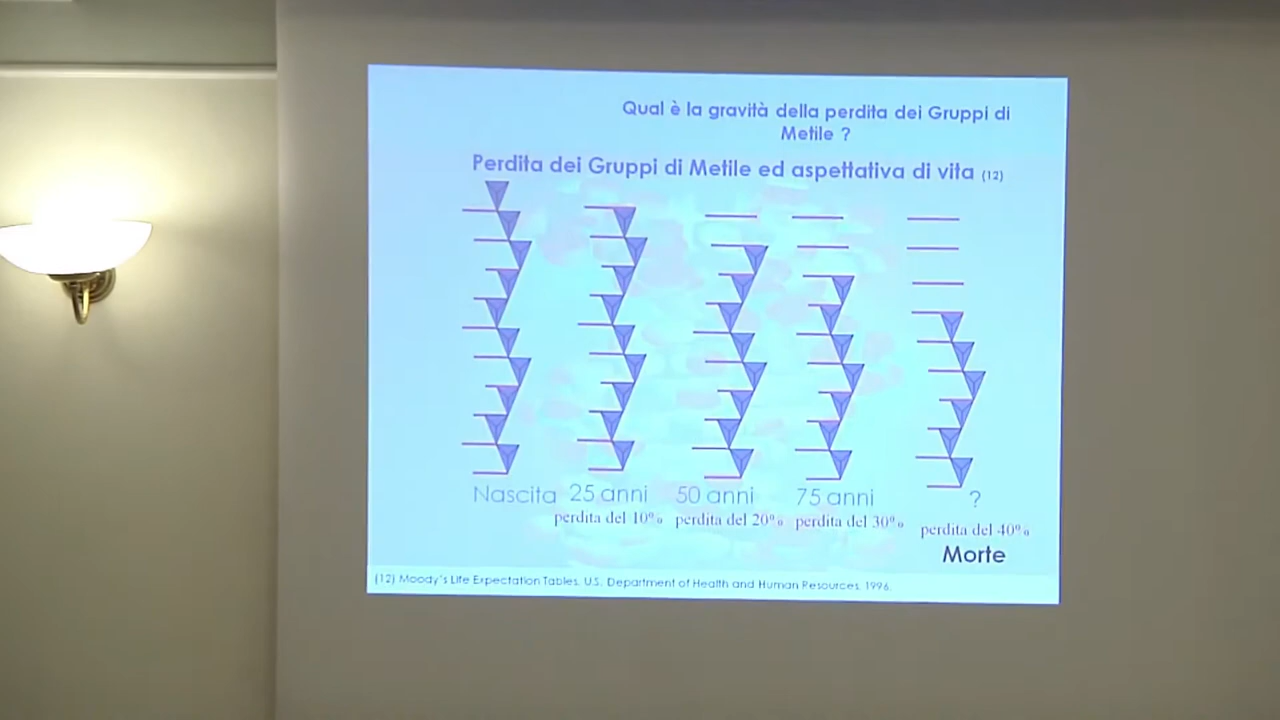 Qual è la gravità della perdita dei Gruppi di
Metile ?
Perdita dei Gruppi di Metile ed aspettativa di vita (12)
Nascita
25 anni
50 anni
75 anni
?
perdita del 10%
perdita del 20%
perdita del 30%
perdita del 40%
Morte
(12) Moody's Life Expectation Tables. U.S. Department of Health and Human Resources. 1996.